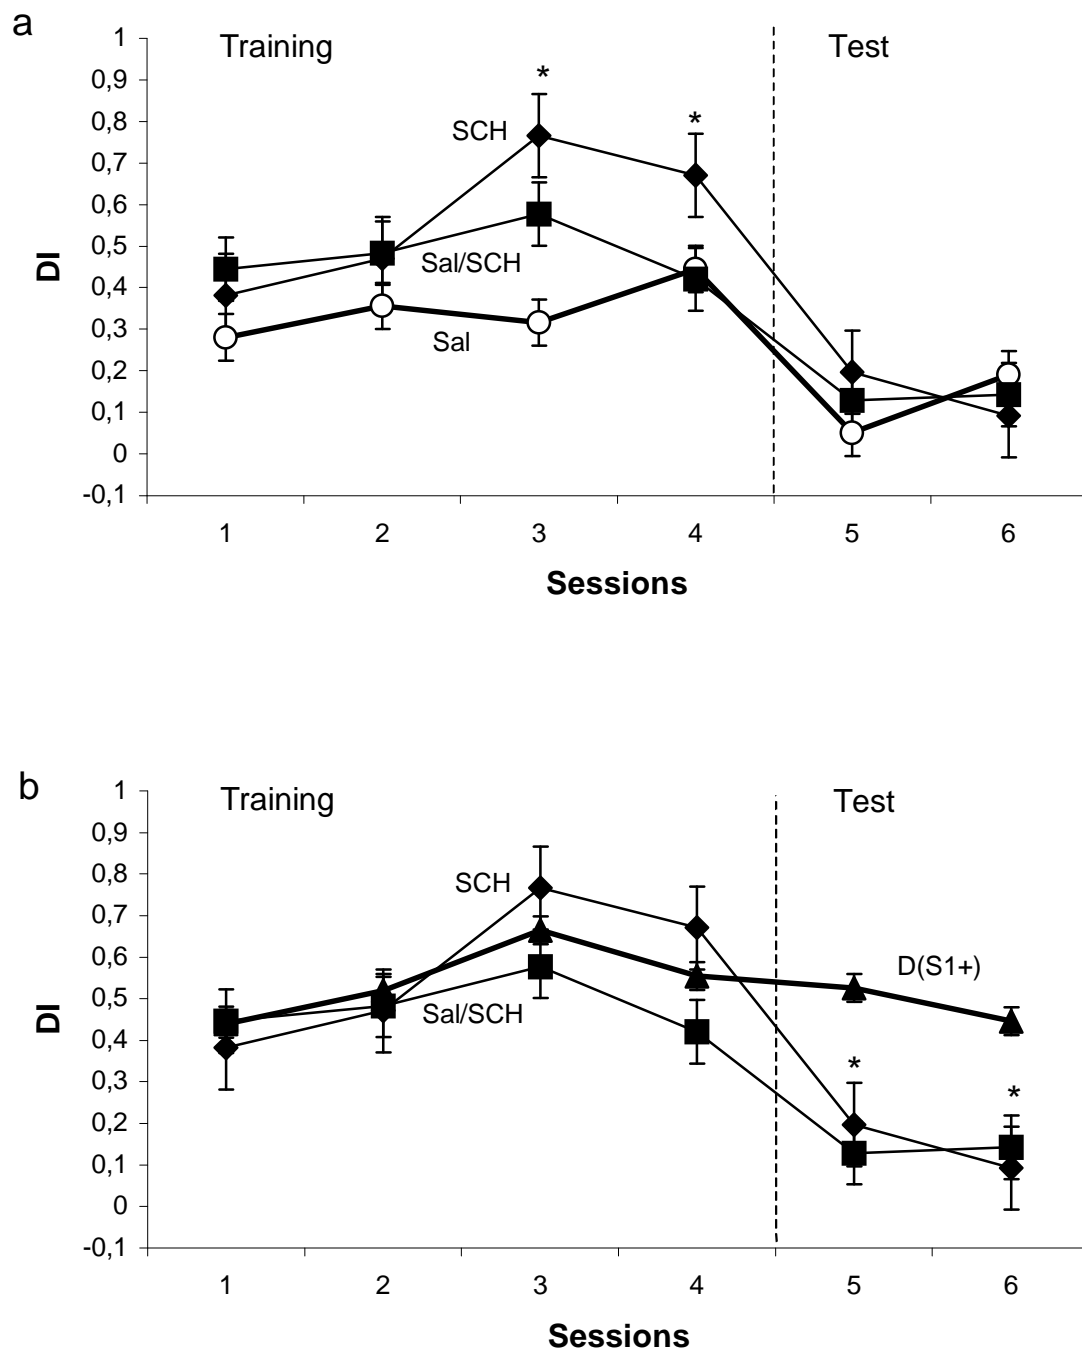 a
Training
Test
1
0,9
0,8
0,7
0,6
0,5
0,4
0,3
0,2
0,1
0
-0,1
DI
*
*
SCH
Sal/SCH
Sal
1 2 3 4 5 6
Sessions
b
Training
Test
1
0,9
0,8
0,7
0,6
0,5
0,4
0,3
0,2
0,1
0
-0,1
DI
SCH
D(S1+)
Sal/SCH
*
*
1 2 3 4 5 6
Sessions